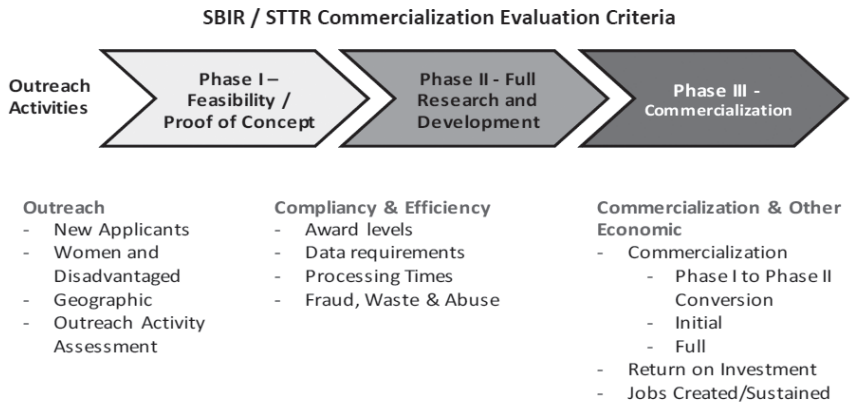 SBIR / STTR Commercialization Evaluation Criteria
Outreach
Activities
Phase I –
Feasibility /
Proof of Concept
Phase II - Full
Research and
Development
Phase III -
Commercialization
Outreach
- New Applicants
- Women and
Disadvantaged
- Geographic
- Outreach Activity
Assessment
Compliancy & Efficiency
- Award levels
- Data requirements
- Processing Times
- Fraud, Waste & Abuse
Commercialization & Other
Economic
- Commercialization
- Phase I to Phase II
Conversion
- Initial
- Full
- Return on Investment
- Jobs Created/Sustained